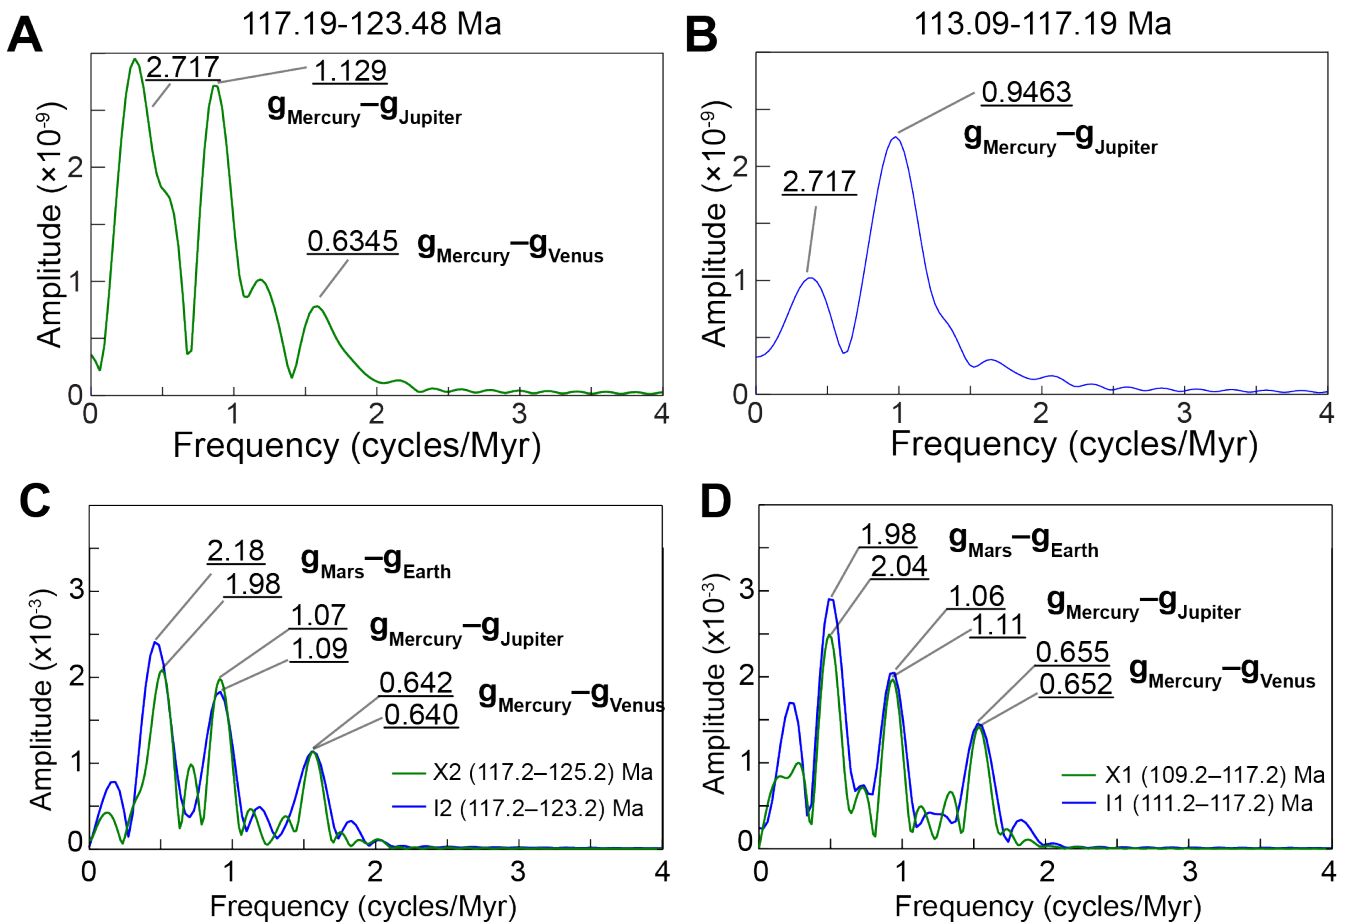 A
117.19-123.48 Ma
2.717
1.129
gMercury–gJupiter
0.6345
gMercury–gVenus
Amplitude (×10-9)
2
1
0
0
1
2
3
4
Frequency (cycles/Myr)
B
113.09-117.19 Ma
0.9463
gMercury–gJupiter
2.717
Amplitude (×10-9)
2
1
0
0
1
2
3
4
Frequency (cycles/Myr)
C
2.18
gMars–gEarth
1.98
1.07
gMercury–gJupiter
1.09
0.642
gMercury–gVenus
0.640
X2 (117.2–125.2) Ma
I2 (117.2–123.2) Ma
Amplitude (x10-3)
3
2
1
0
0
1
2
3
4
Frequency (cycles/Myr)
D
1.98
gMars–gEarth
2.04
1.06
gMercury–gJupiter
1.11
0.655
gMercury–gVenus
0.652
X1 (109.2–117.2) Ma
I1 (111.2–117.2) Ma
Amplitude (x10-3)
3
2
1
0
0
1
2
3
4
Frequency (cycles/Myr)